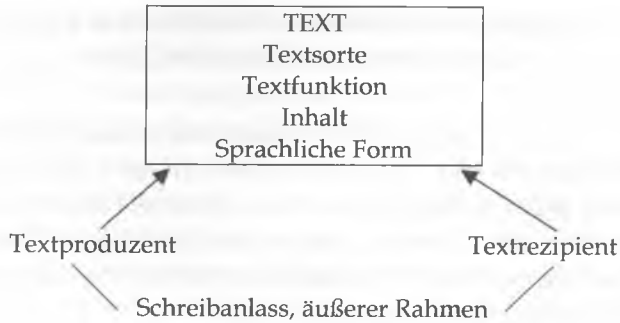 TEXT
Textsorte
Textfunktion
Inhalt
Sprachliche Form
Textproduzent
Textrezipient
Schreibanlass, äußerer Rahmen